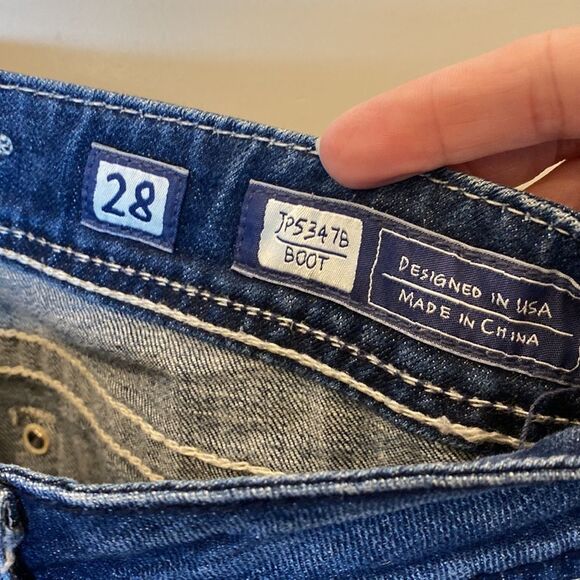 28
JP5347B
BOOT
DESIGNED IN USA
MADE IN CHINA